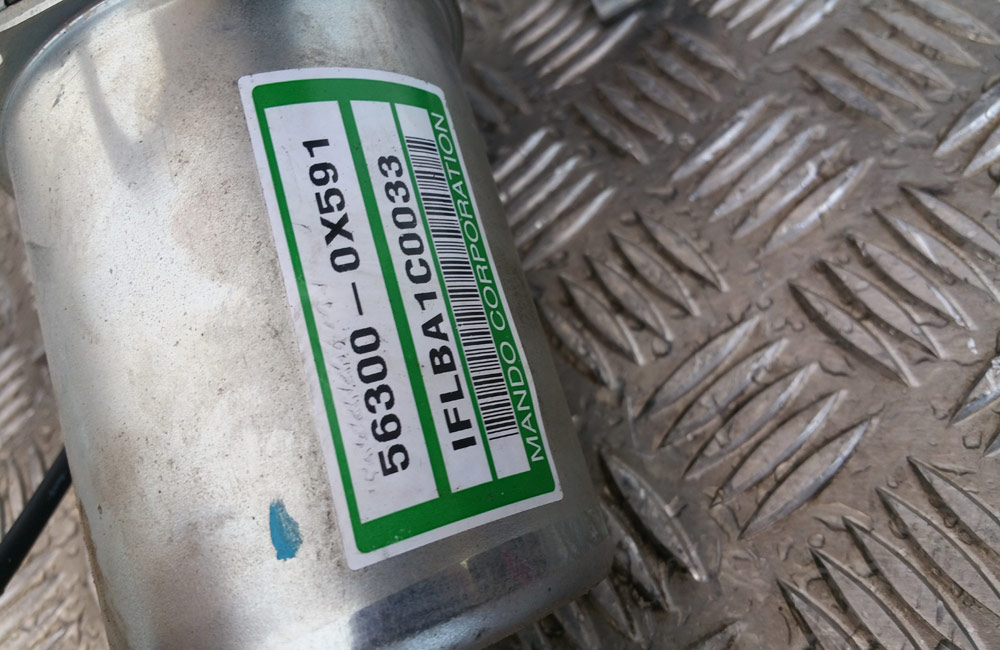 56300-0X591
IFLBA1C0033
MANDO CORPORATION